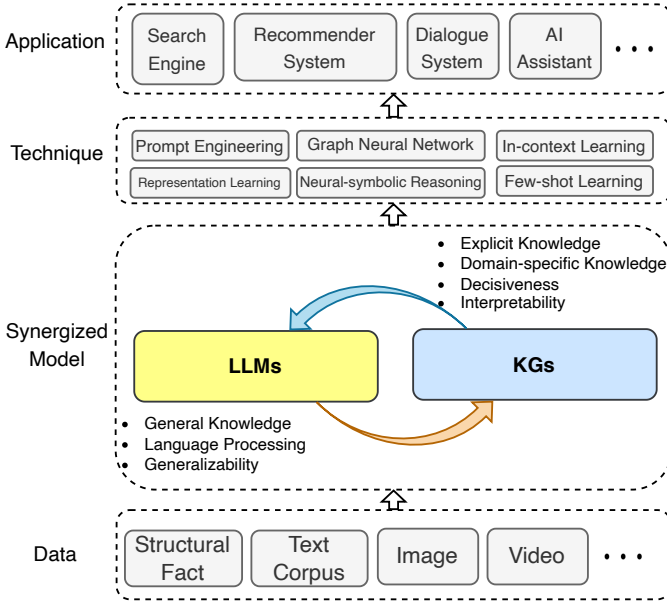 Application
Search
Engine
Recommender
System
Dialogue
System
AI
Assistant
• • •
Technique
Prompt Engineering
Graph Neural Network
In-context Learning
Representation Learning
Neural-symbolic Reasoning
Few-shot Learning
Synergized
Model
• Explicit Knowledge
• Domain-specific Knowledge
• Decisiveness
• Interpretability
LLMs
KGs
• General Knowledge
• Language Processing
• Generalizability
Data
Structural
Fact
Text
Corpus
Image
Video
• • •